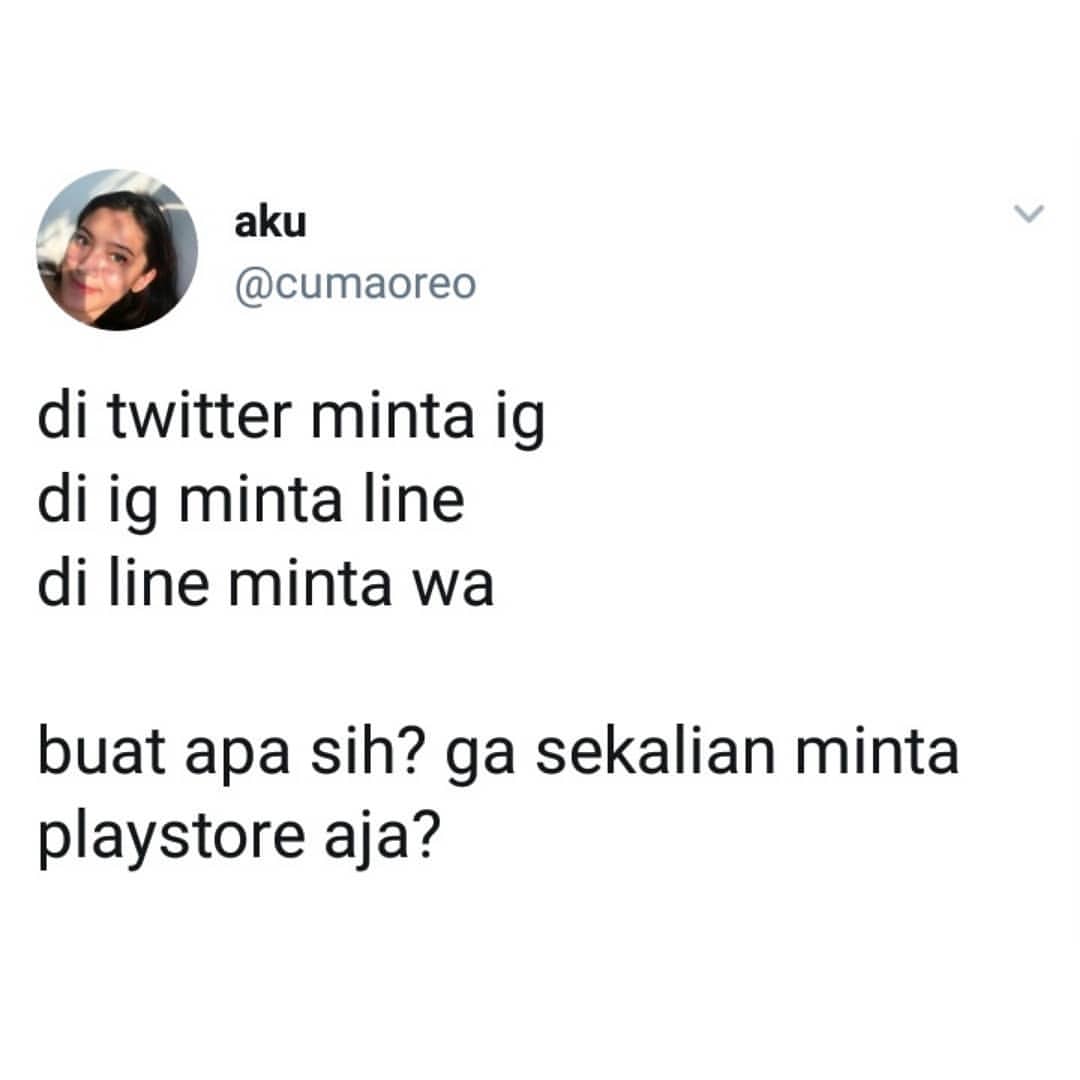 aku
@cumaoreo
di twitter minta ig
di ig minta line
di line minta wa
buat apa sih? ga sekalian minta
playstore aja?